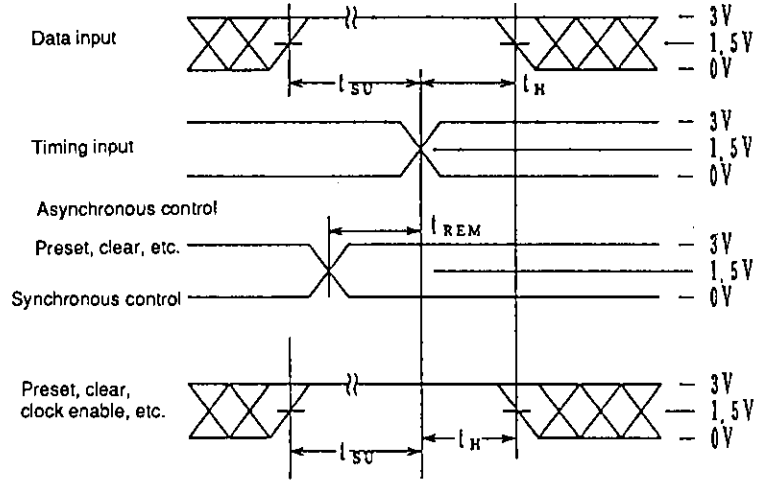 Data input
3V
1.5V
0V
tSU
tH
Timing input
3V
1.5V
0V
Asynchronous control
tREM
Preset, clear, etc.
3V
1.5V
0V
Synchronous control
Preset, clear,
clock enable, etc.
3V
1.5V
0V
tSU
tH